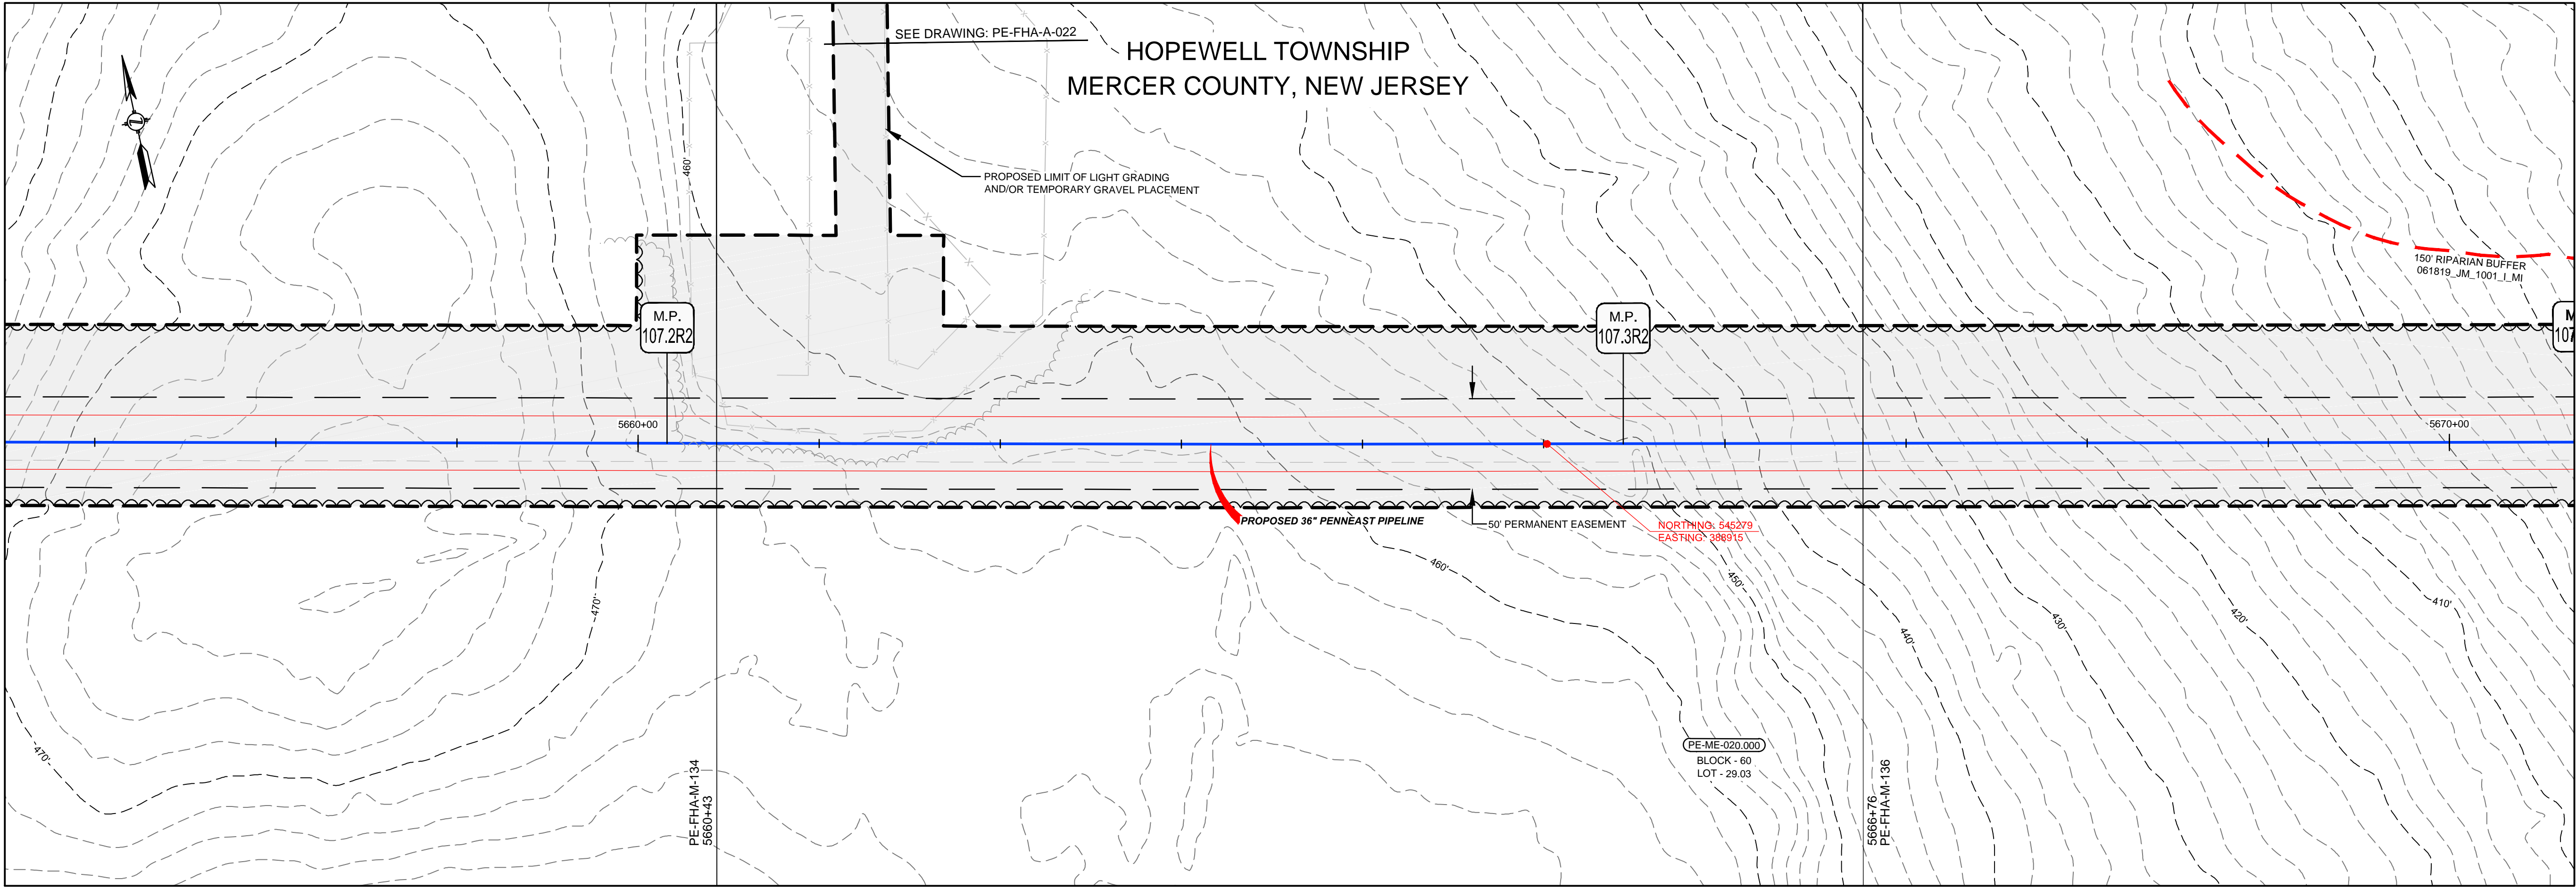 SEE DRAWING: PE-FHA-A-022
HOPEWELL TOWNSHIP
MERCER COUNTY, NEW JERSEY
N
460'
PROPOSED LIMIT OF LIGHT GRADING
AND/OR TEMPORARY GRAVEL PLACEMENT
150' RIPARIAN BUFFER
061819_JM_1001_I_MI
M.P.
107.2R2
M.P.
107.3R2
M
107
5660+00
5670+00
PROPOSED 36" PENNEAST PIPELINE
50' PERMANENT EASEMENT
NORTHING: 545279
EASTING: 388915
460'
450'
470'
410'
420'
430'
440'
470'
PE-ME-020.000
BLOCK - 60
LOT - 29.03
PE-FHA-M-134
5660+43
5666+76
PE-FHA-M-136